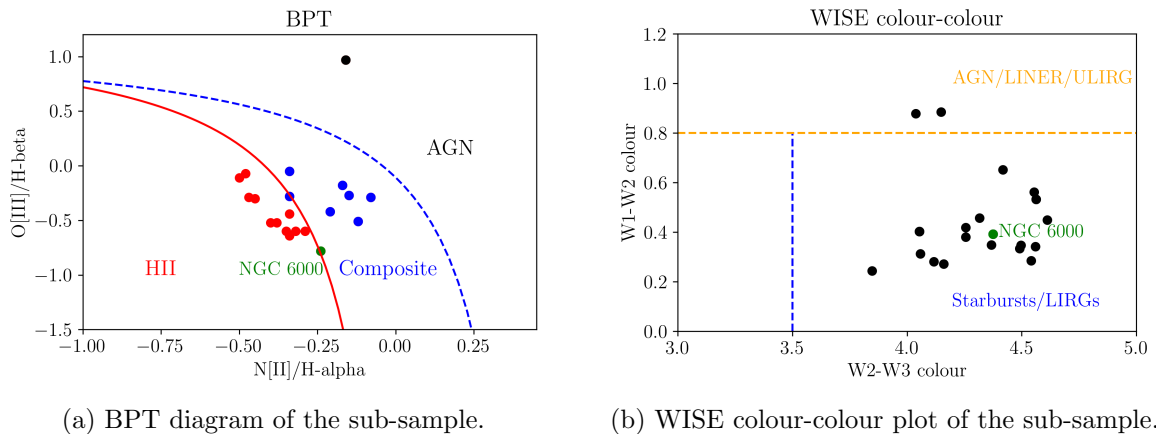 BPT
O[III]/H-beta
1.0
0.5
0.0
−0.5
−1.0
−1.5
AGN
HII
NGC 6000
Composite
−1.00
−0.75
−0.50
−0.25
0.00
0.25
N[II]/H-alpha
(a) BPT diagram of the sub-sample.
WISE colour-colour
W1-W2 colour
1.2
1.0
0.8
0.6
0.4
0.2
0.0
AGN/LINER/ULIRG
NGC 6000
Starbursts/LIRGs
3.0
3.5
4.0
4.5
5.0
W2-W3 colour
(b) WISE colour-colour plot of the sub-sample.